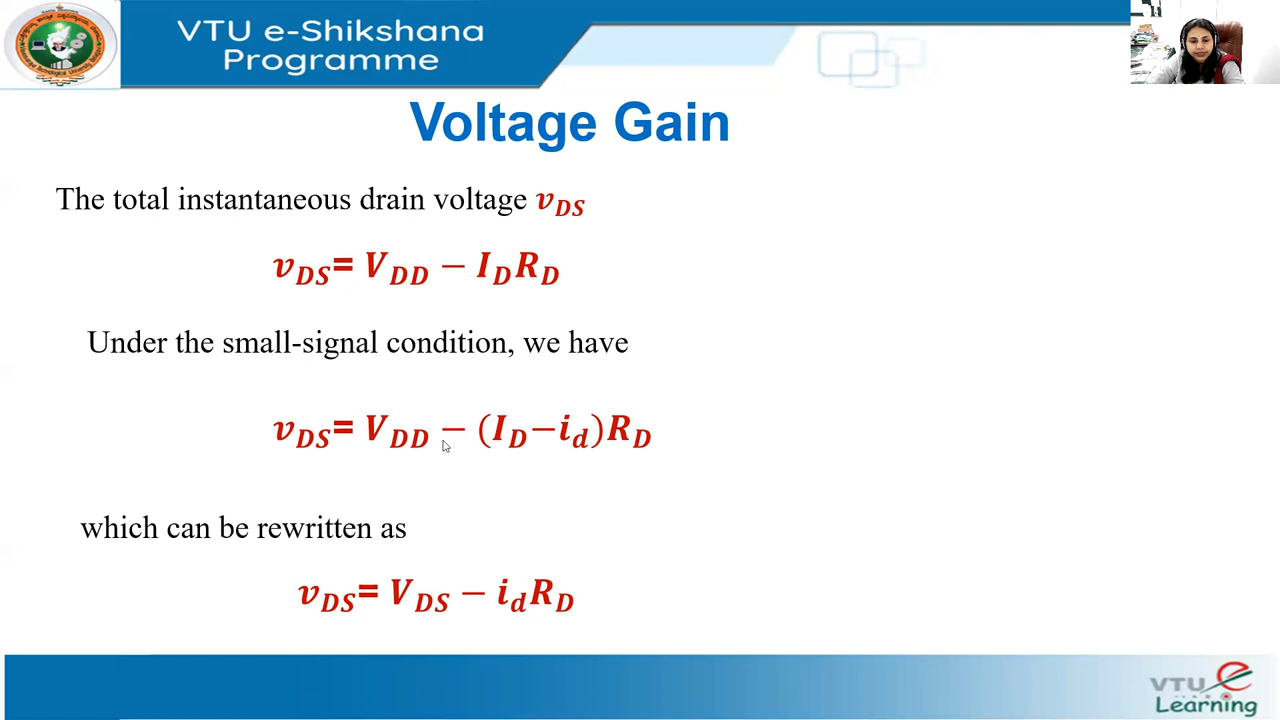 VTU e-Shikshana
Programme
Voltage Gain
The total instantaneous drain voltage v_DS
v_DS= V_DD − I_D R_D
Under the small-signal condition, we have
v_DS= V_DD − (I_D−i_d)R_D
which can be rewritten as
v_DS= V_DS − i_d R_D
VTU e
Learning